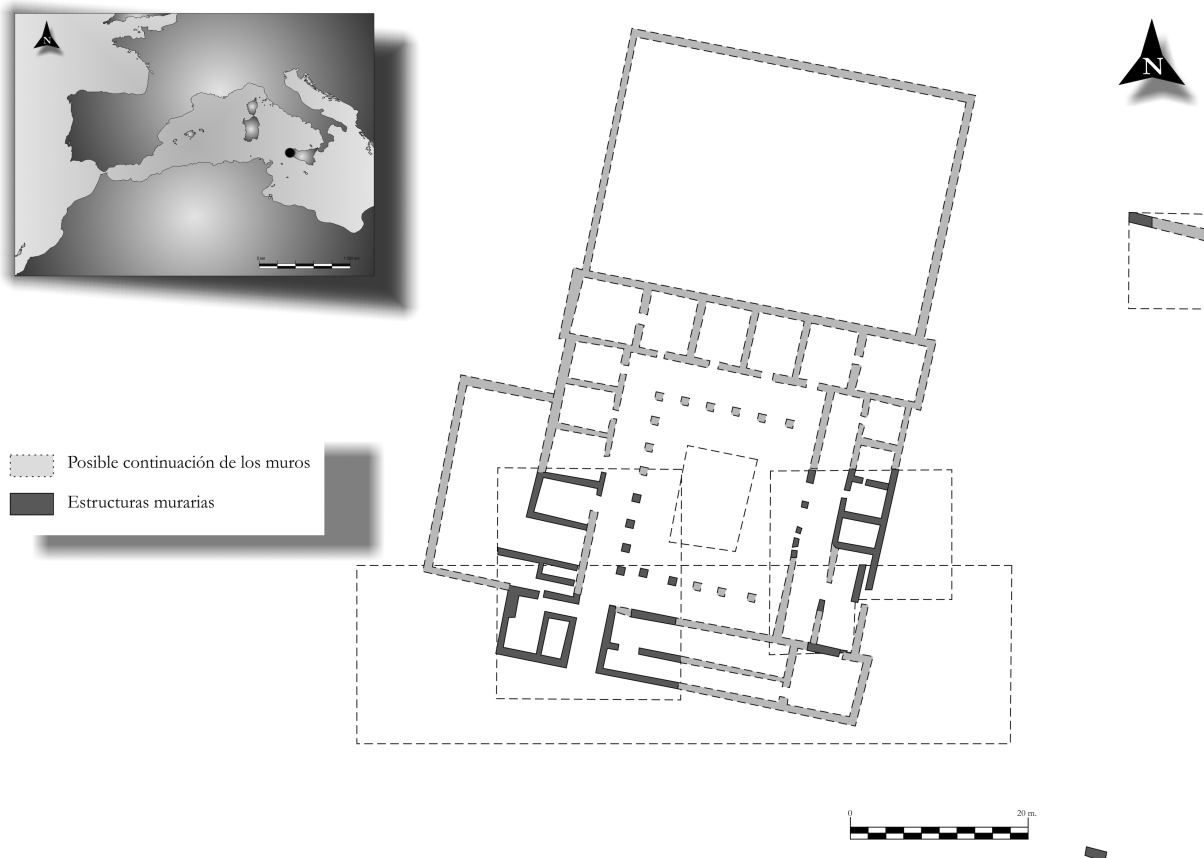 N
N
Posible continuación de los muros
Estructuras murarias
0 20 m.